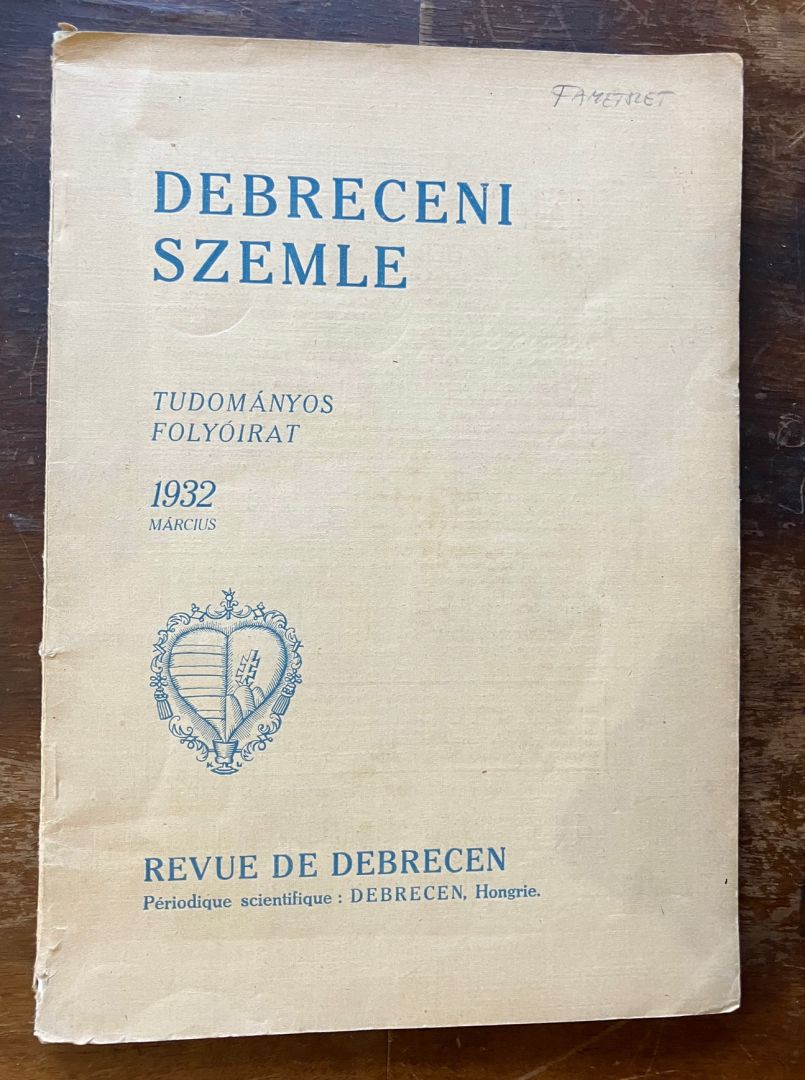 FAMETSZET
DEBRECENI
SZEMLE
TUDOMÁNYOS
FOLYÓIRAT
1932
MÁRCIUS
K L
REVUE DE DEBRECEN
Périodique scientifique : DEBRECEN, Hongrie.